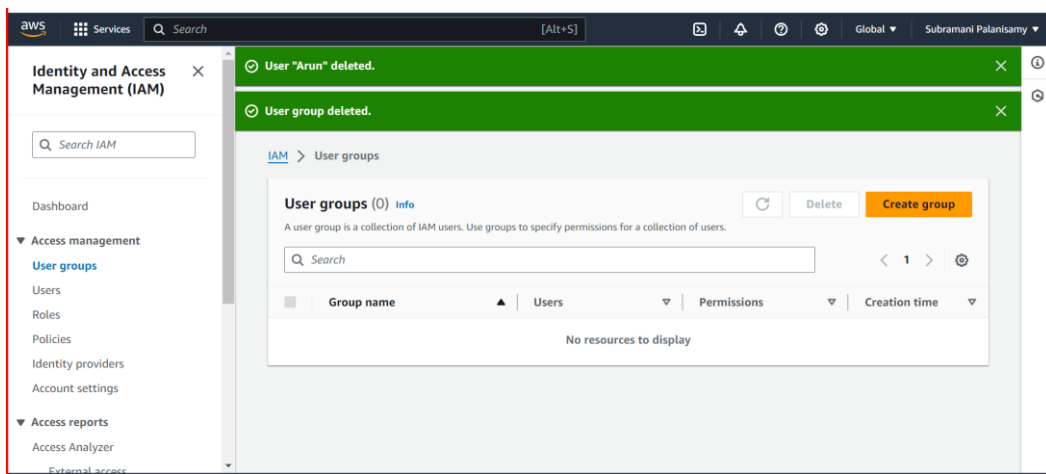 aws
Services
Search
[Alt+S]
Global
Subramani Palanisamy
Identity and Access
Management (IAM)
Search IAM
Dashboard
Access management
User groups
Users
Roles
Policies
Identity providers
Account settings
Access reports
Access Analyzer
External access
User "Arun" deleted.
User group deleted.
IAM > User groups
User groups (0) Info
Delete
Create group
A user group is a collection of IAM users. Use groups to specify permissions for a collection of users.
Search
1
Group name
Users
Permissions
Creation time
No resources to display